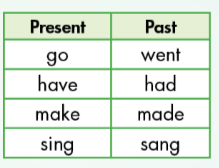 Present Past
go went
have had
make made
sing sang